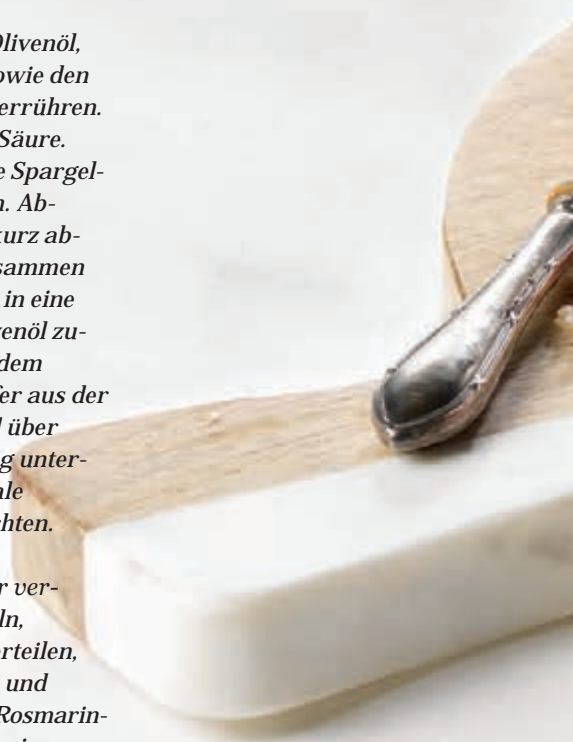 Olivenöl,
owie den
errühren.
Säure.
e Spargel-
n. Ab-
kurz ab-
sammen
in eine
enöl zu-
dem
fer aus der
l über
g unter-
ale
chten.
r ver-
ln,
rteilen,
und
Rosmarin-